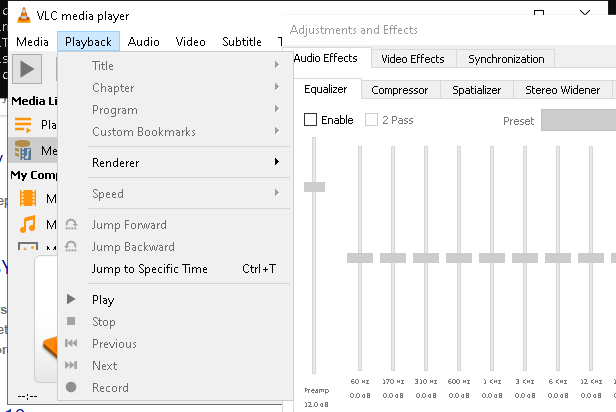 VLC media player
Media Playback Audio Video Subtitle
Title
Chapter
Program
Custom Bookmarks
Renderer
Speed
Jump Forward
Jump Backward
Jump to Specific Time Ctrl+T
Play
Stop
Previous
Next
Record
Media Li
Pla
Me
My Comp
M
M
M
--:--
Adjustments and Effects
Audio Effects Video Effects Synchronization
Equalizer Compressor Spatializer Stereo Widener
Enable 2 Pass Preset
60 Hz 170 Hz 310 Hz 600 Hz 1 KHz 3 KHz 6 KHz 12 KHz
Preamp 0.0 dB 0.0 dB 0.0 dB 0.0 dB 0.0 dB 0.0 dB 0.0 dB 0.0 dB
12.0 dB